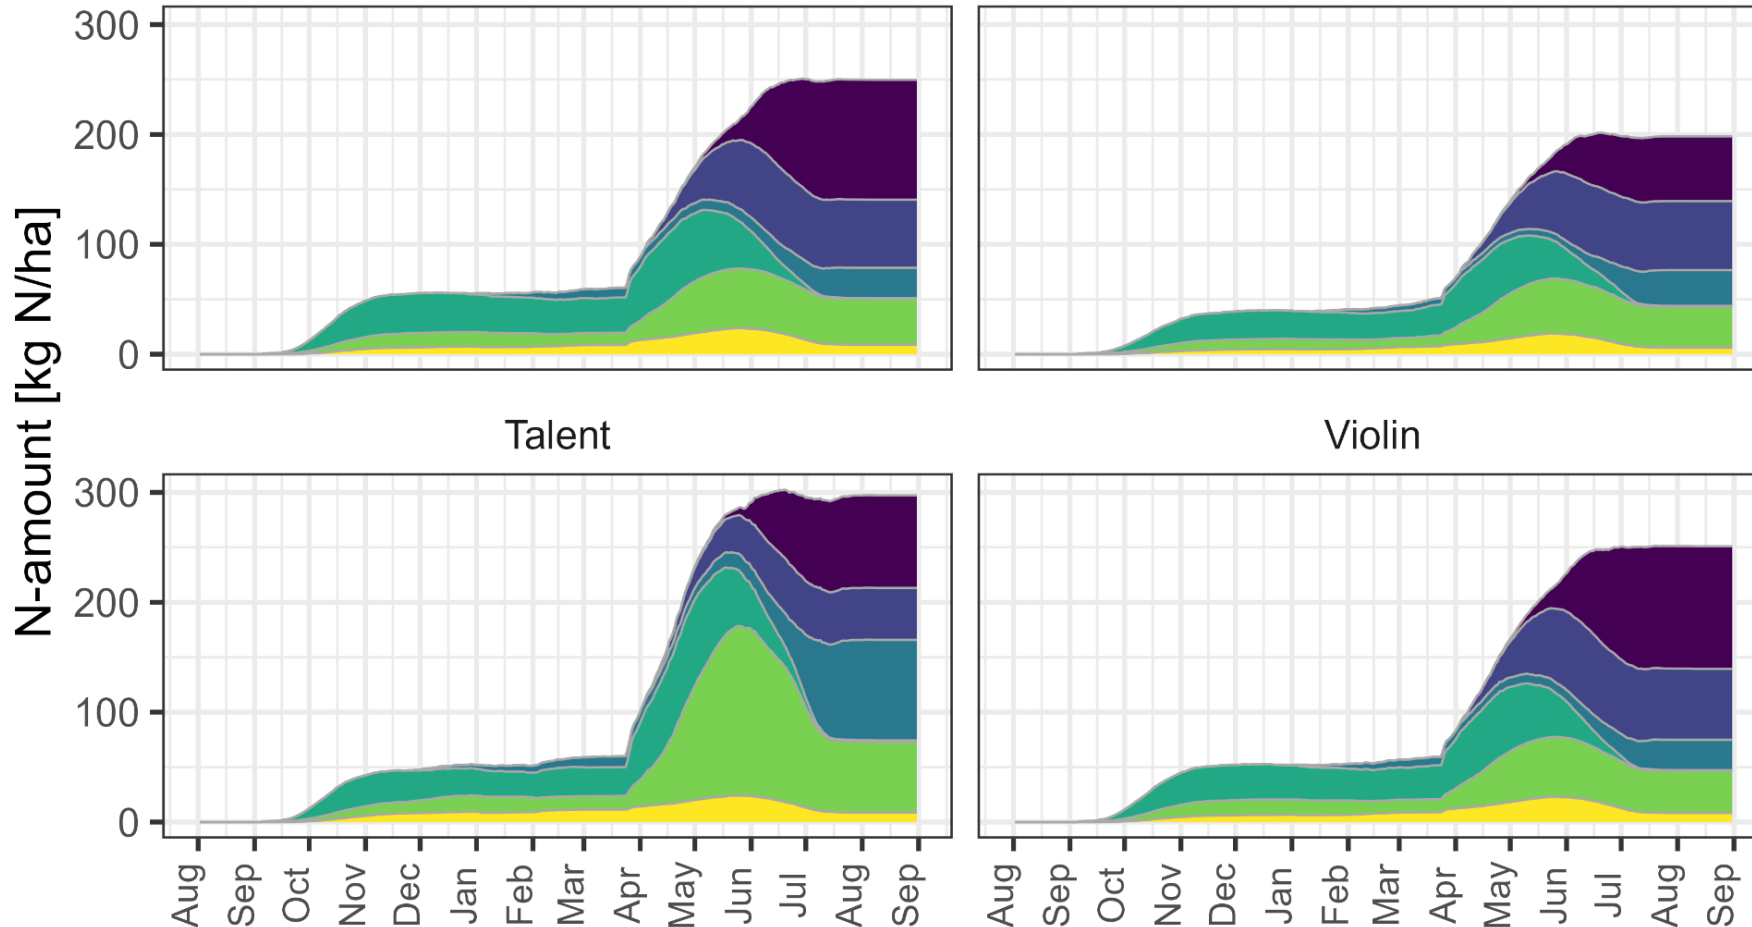 N-amount [kg N/ha]
300
200
100
0
Talent
Violin
300
200
100
0
Aug Sep Oct Nov Dec Jan Feb Mar Apr May Jun Jul Aug Sep
Aug Sep Oct Nov Dec Jan Feb Mar Apr May Jun Jul Aug Sep